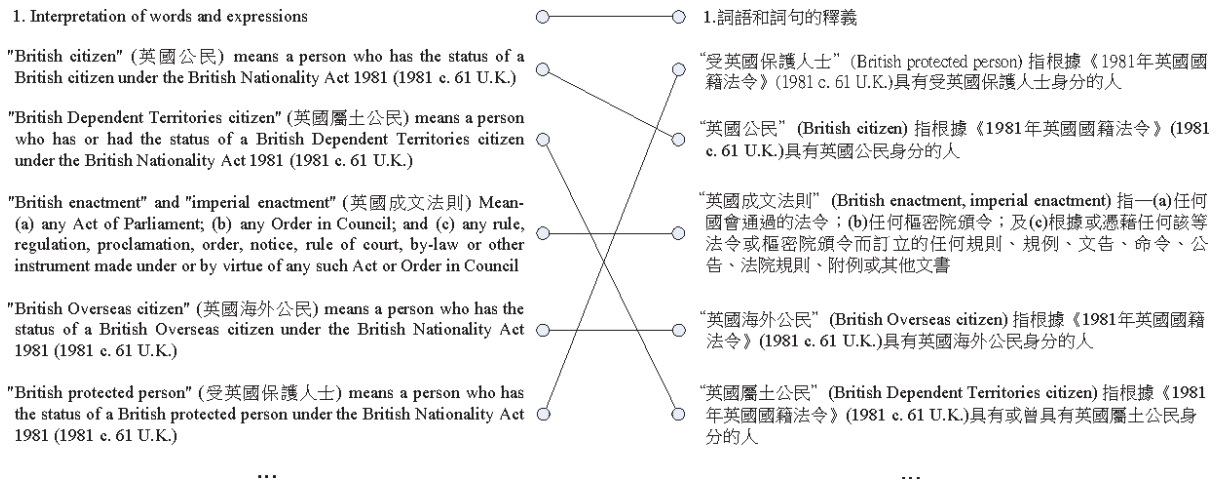 1. Interpretation of words and expressions
"British citizen" (英國公民) means a person who has the status of a
British citizen under the British Nationality Act 1981 (1981 c. 61 U.K.)
"British Dependent Territories citizen" (英國屬土公民) means a person
who has or had the status of a British Dependent Territories citizen
under the British Nationality Act 1981 (1981 c. 61 U.K.)
"British enactment" and "imperial enactment" (英國成文法則) Mean-
(a) any Act of Parliament; (b) any Order in Council; and (c) any rule,
regulation, proclamation, order, notice, rule of court, by-law or other
instrument made under or by virtue of any such Act or Order in Council
"British Overseas citizen" (英國海外公民) means a person who has the
status of a British Overseas citizen under the British Nationality Act
1981 (1981 c. 61 U.K.)
"British protected person" (受英國保護人士) means a person who has
the status of a British protected person under the British Nationality Act
1981 (1981 c. 61 U.K.)
...
1.詞語和詞句的釋義
“受英國保護人士” (British protected person) 指根據《1981年英國國
籍法令》(1981 c. 61 U.K.)具有受英國保護人士身分的人
“英國公民” (British citizen) 指根據《1981年英國國籍法令》(1981
c. 61 U.K.)具有英國公民身分的人
“英國成文法則” (British enactment, imperial enactment) 指—(a)任何
國會通過的法令；(b)任何樞密院頒令；及(c)根據或憑藉任何該等
法令或樞密院頒令而訂立的任何規則、規例、文告、命令、公
告、法院規則、附例或其他文書
“英國海外公民” (British Overseas citizen) 指根據《1981年英國國籍
法令》(1981 c. 61 U.K.)具有英國海外公民身分的人
“英國屬土公民” (British Dependent Territories citizen) 指根據《1981
年英國國籍法令》(1981 c. 61 U.K.)具有或曾具有英國屬土公民身
分的人
...